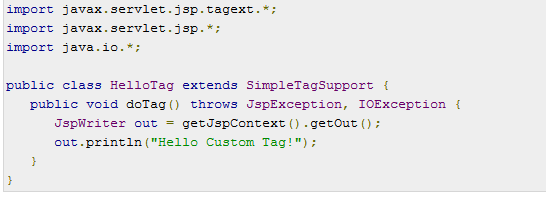 import javax.servlet.jsp.tagext.*;
import javax.servlet.jsp.*;
import java.io.*;

public class HelloTag extends SimpleTagSupport {
   public void doTag() throws JspException, IOException {
      JspWriter out = getJspContext().getOut();
      out.println("Hello Custom Tag!");
   }
}